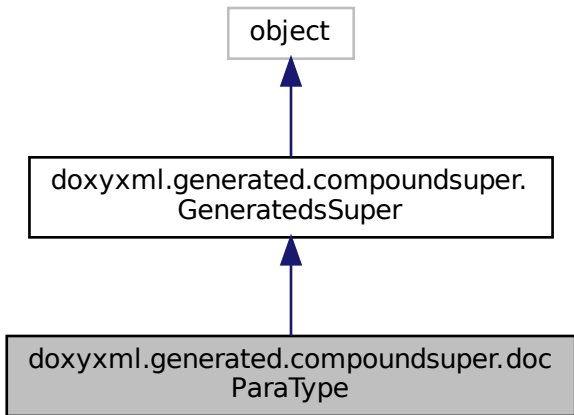 object
doxyxml.generated.compoundsuper.
GeneratedsSuper
doxyxml.generated.compoundsuper.doc
ParaType